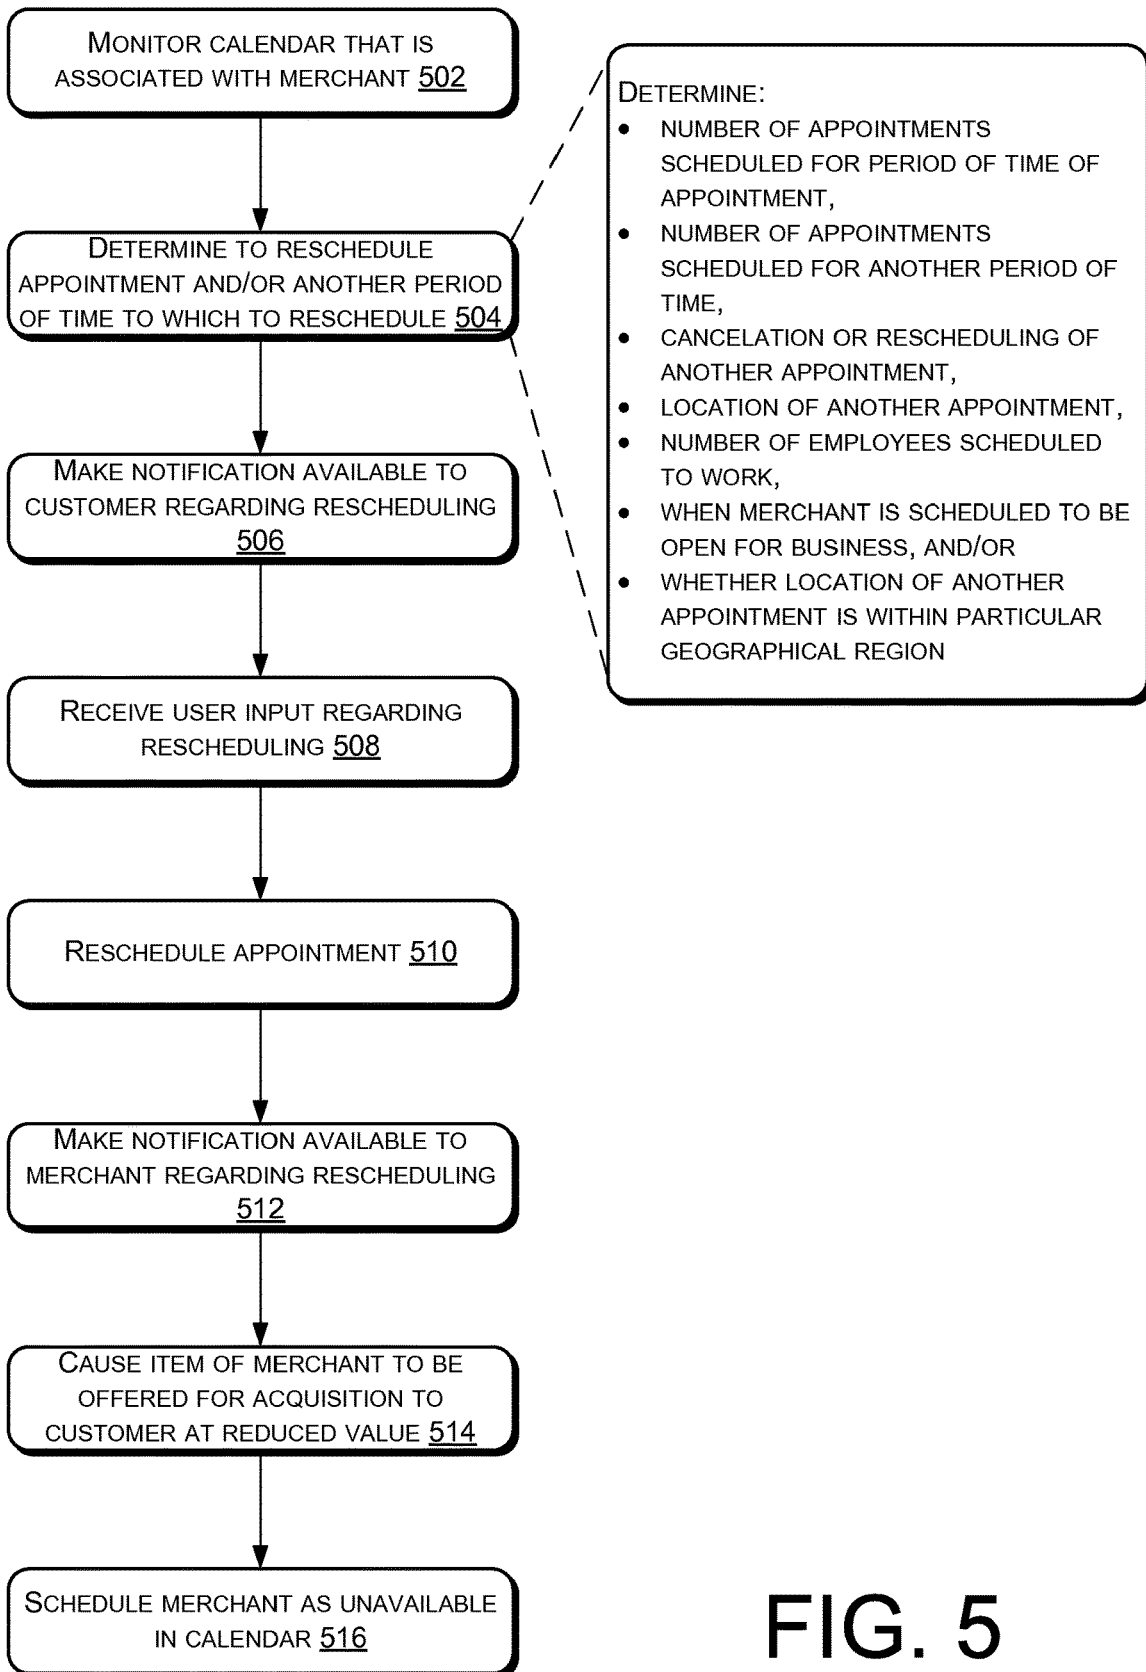 MONITOR CALENDAR THAT IS
ASSOCIATED WITH MERCHANT 502
DETERMINE TO RESCHEDULE
APPOINTMENT AND/OR ANOTHER PERIOD
OF TIME TO WHICH TO RESCHEDULE 504
DETERMINE:
• NUMBER OF APPOINTMENTS
SCHEDULED FOR PERIOD OF TIME OF
APPOINTMENT,
• NUMBER OF APPOINTMENTS
SCHEDULED FOR ANOTHER PERIOD OF
TIME,
• CANCELATION OR RESCHEDULING OF
ANOTHER APPOINTMENT,
• LOCATION OF ANOTHER APPOINTMENT,
• NUMBER OF EMPLOYEES SCHEDULED
TO WORK,
• WHEN MERCHANT IS SCHEDULED TO BE
OPEN FOR BUSINESS, AND/OR
• WHETHER LOCATION OF ANOTHER
APPOINTMENT IS WITHIN PARTICULAR
GEOGRAPHICAL REGION
MAKE NOTIFICATION AVAILABLE TO
CUSTOMER REGARDING RESCHEDULING
506
RECEIVE USER INPUT REGARDING
RESCHEDULING 508
RESCHEDULE APPOINTMENT 510
MAKE NOTIFICATION AVAILABLE TO
MERCHANT REGARDING RESCHEDULING
512
CAUSE ITEM OF MERCHANT TO BE
OFFERED FOR ACQUISITION TO
CUSTOMER AT REDUCED VALUE 514
SCHEDULE MERCHANT AS UNAVAILABLE
IN CALENDAR 516
FIG. 5